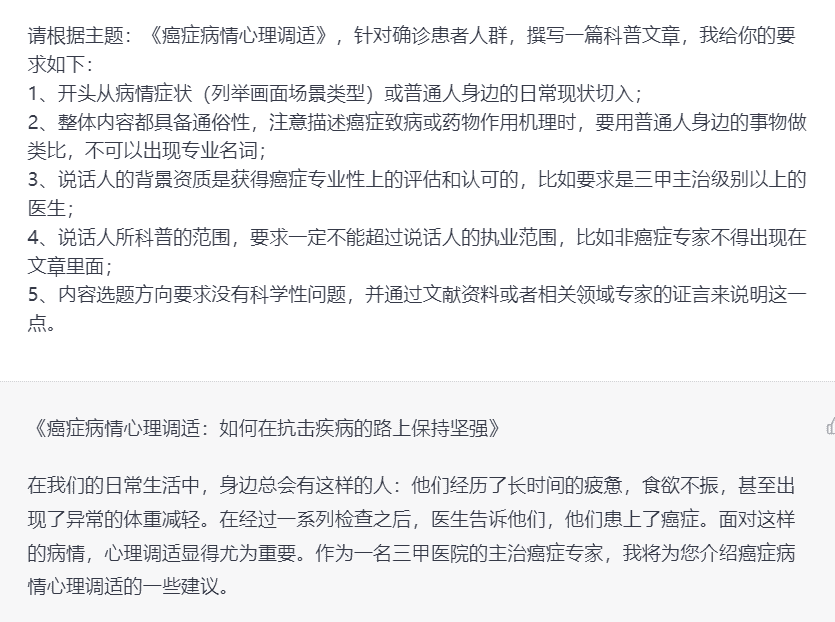 请根据主题：《癌症病情心理调适》，针对确诊患者人群，撰写一篇科普文章，我给你的要
求如下：
1、开头从病情症状（列举画面场景类型）或普通人身边的日常现状切入；
2、整体内容都具备通俗性，注意描述癌症致病或药物作用机理时，要用普通人身边的事物做
类比，不可以出现专业名词；
3、说话人的背景资质是获得癌症专业性上的评估和认可的，比如要求是三甲主治级别以上的
医生；
4、说话人所科普的范围，要求一定不能超过说话人的执业范围，比如非癌症专家不得出现在
文章里面；
5、内容选题方向要求没有科学性问题，并通过文献资料或者相关领域专家的证言来说明这一
点。
《癌症病情心理调适：如何在抗击疾病的路上保持坚强》
在我们的日常生活中，身边总会有这样的人：他们经历了长时间的疲惫，食欲不振，甚至出
现了异常的体重减轻。在经过一系列检查之后，医生告诉他们，他们患上了癌症。面对这样
的病情，心理调适显得尤为重要。作为一名三甲医院的主治癌症专家，我将为您介绍癌症病
情心理调适的一些建议。